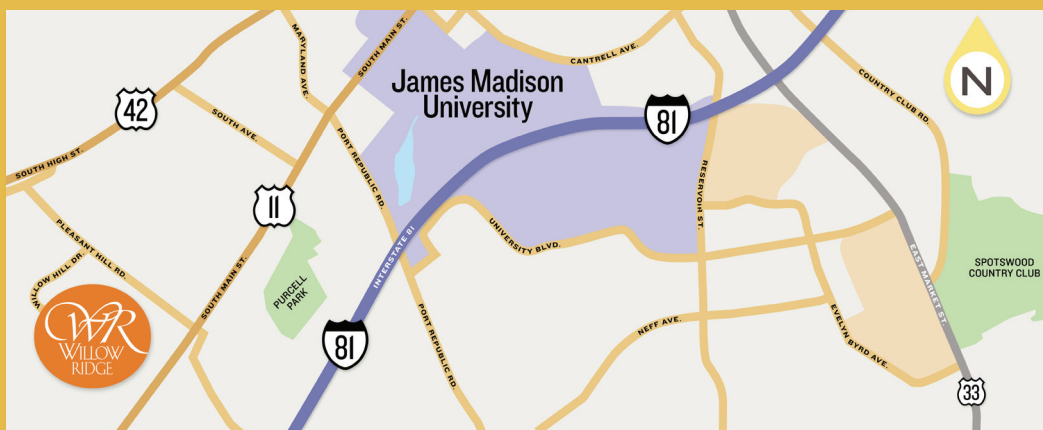 MARYLAND AVE.
SOUTH MAIN ST.
CANTRELL AVE.
COUNTRY CLUB RD.
N
James Madison
University
42
81
SOUTH AVE.
PORT REPUBLIC RD.
SOUTH HIGH ST.
RESERVOIR ST.
11
PLEASANT HILL RD.
UNIVERSITY BLVD.
INTERSTATE 81
EAST MARKET ST.
SPOTSWOOD
COUNTRY CLUB
WILLOW HILL DR.
SOUTH MAIN ST.
PURCELL
PARK
WR
WILLOW
RIDGE
81
PORT REPUBLIC RD.
NEFF AVE.
EVELYN BYRD AVE.
33